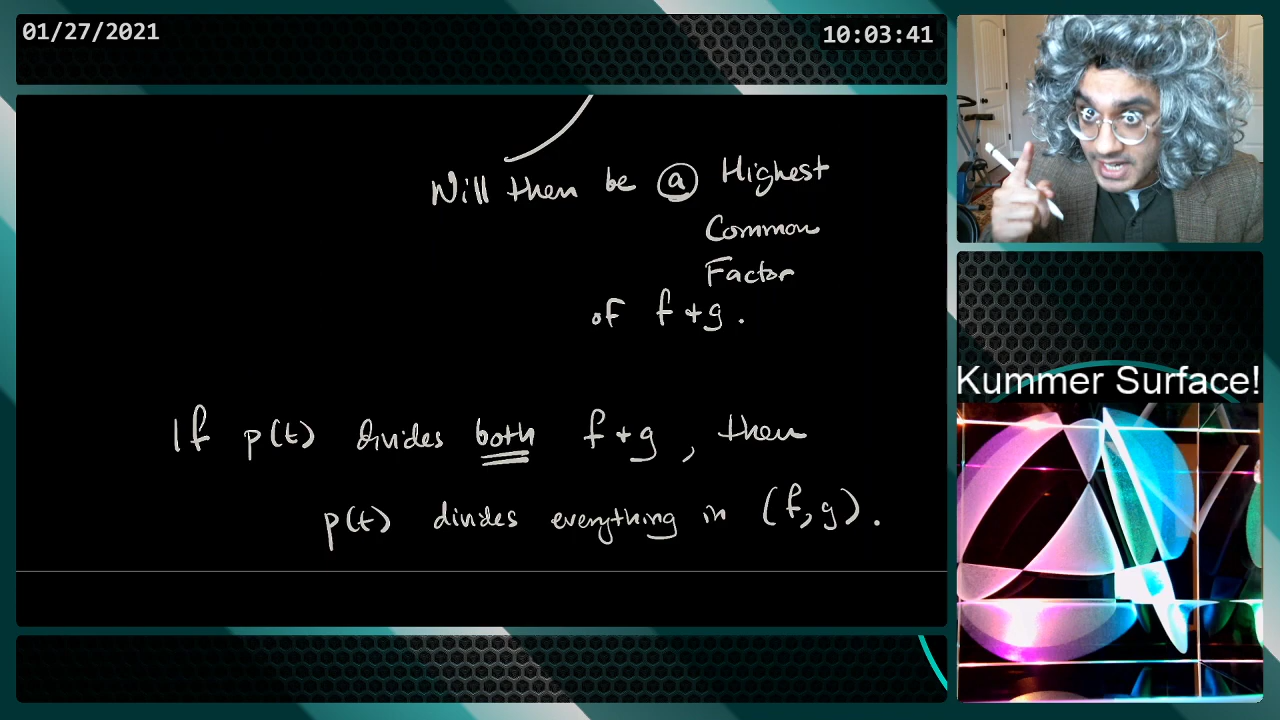 01/27/2021
10:03:41
Will then be a Highest
Common
Factor
of f + g.
If p(t) divides both f + g, then
p(t) divides everything in (f, g).
Kummer Surface!